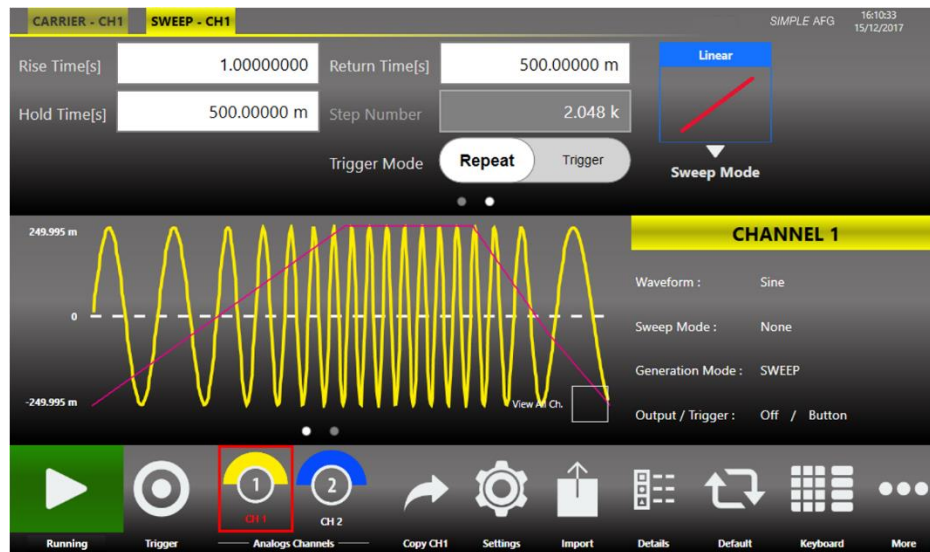 CARRIER - CH1 SWEEP - CH1 SIMPLE AFG 16:10:33
15/12/2017
Rise Time[s] 1.00000000 Return Time[s] 500.00000 m Linear
Hold Time[s] 500.00000 m Step Number 2.048 k
Trigger Mode Repeat Trigger Sweep Mode
249.995 m
0
-249.995 m
View All Ch.
CHANNEL 1
Waveform : Sine
Sweep Mode : None
Generation Mode : SWEEP
Output / Trigger : Off / Button
1 2
CH 1 CH 2
Running Trigger Analogs Channels Copy CH1 Settings Import Details Default Keyboard More